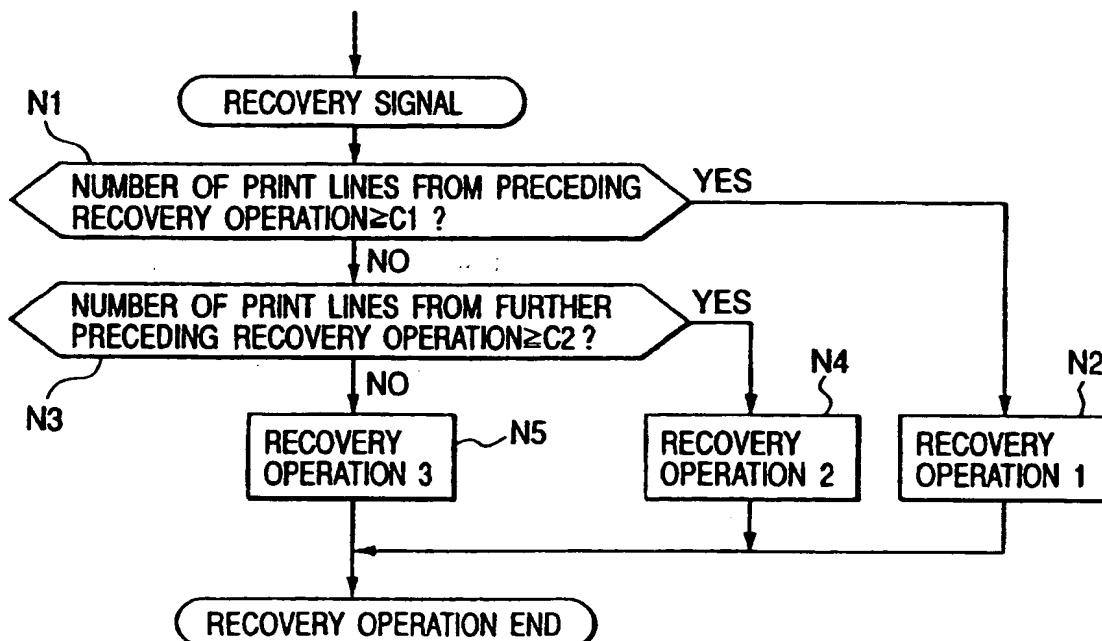 RECOVERY SIGNAL
N1
NUMBER OF PRINT LINES FROM PRECEDING
RECOVERY OPERATION≧C1 ?
YES
NO
NUMBER OF PRINT LINES FROM FURTHER
PRECEDING RECOVERY OPERATION≧C2 ?
YES
N3
NO
N4
N2
RECOVERY
OPERATION 3
N5
RECOVERY
OPERATION 2
RECOVERY
OPERATION 1
RECOVERY OPERATION END